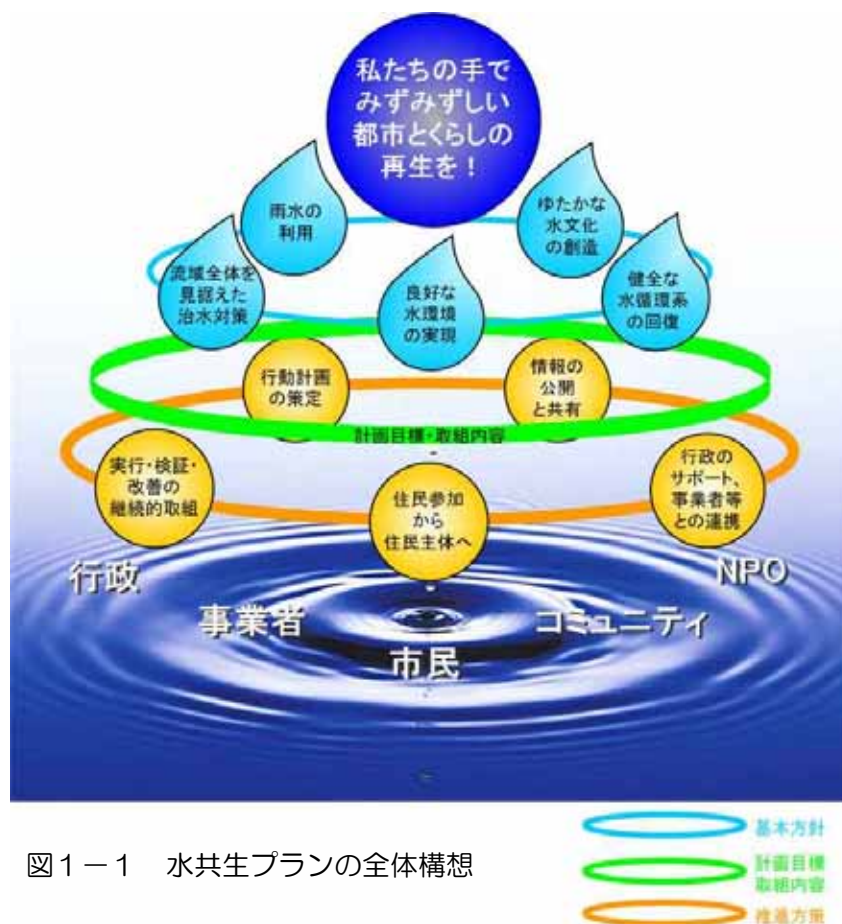 私たちの手で
みずみずしい
都市とくらしの
再生を！
雨水の
利用
ゆたかな
水文化
の創造
流域全体を
見据えた
治水対策
良好な
水環境
の実現
健全な
水循環系
の回復
行動計画
の策定
情報の
公開
と共有
計画目標・取組内容
実行・検証・
改善の
継続的取組
住民参加
から
住民主体へ
行政の
サポート、
事業者等
との連携
行政
NPO
事業者
コミュニティ
市民
図１－１　水共生プランの全体構想
基本方針
計画目標
取組内容
推進方策